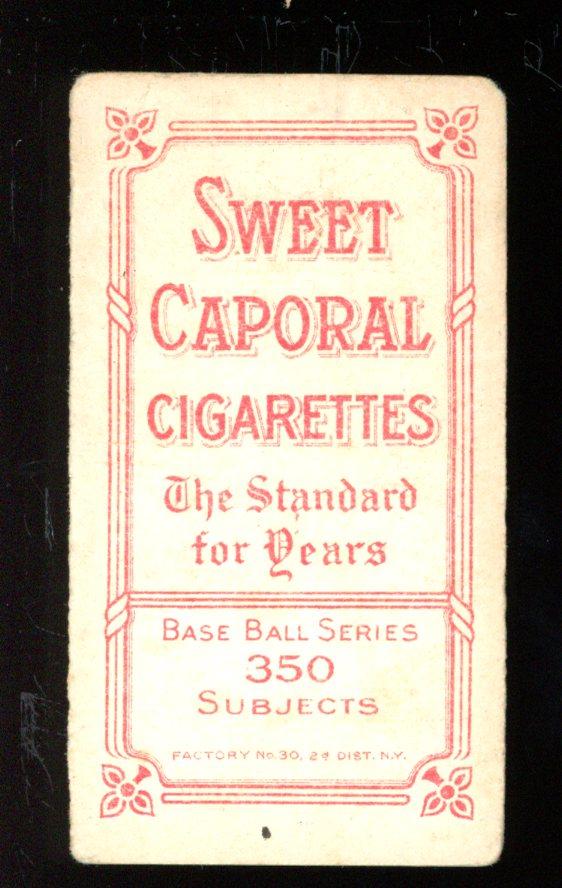 SWEET
CAPORAL
CIGARETTES
The Standard
for Years
BASE BALL SERIES
350
SUBJECTS
FACTORY No. 30, 2d DIST. N.Y.